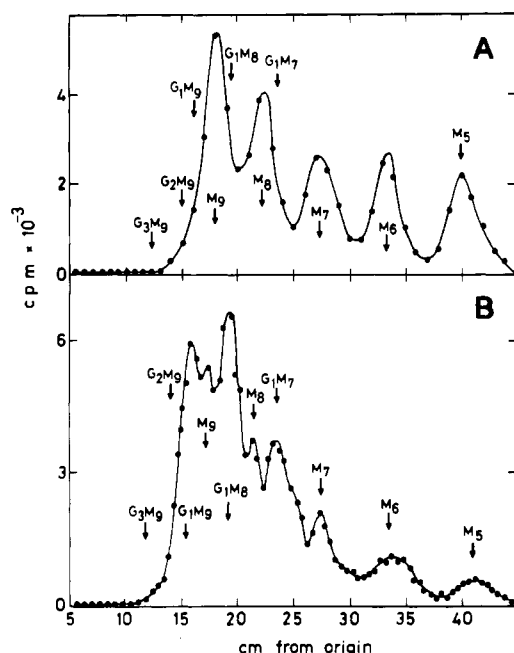 A
G₁M₈
G₁M₇
G₁M₉
M₅
G₂M₉
G₃M₉
M₉
M₈
M₇
M₆
4
2
0
cpm × 10⁻³
B
G₂M₉
M₉
M₈
G₁M₇
G₃M₉
G₁M₉
G₁M₈
M₇
M₆
M₅
6
3
0
5 10 15 20 25 30 35 40
cm from origin